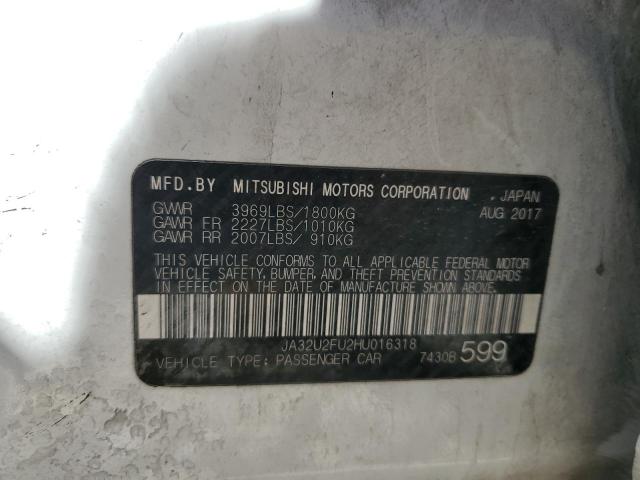 MFD.BY MITSUBISHI MOTORS CORPORATION , JAPAN
GVWR 3969LBS/1800KG AUG 2017
GAWR FR 2227LBS/1010KG
GAWR RR 2007LBS/ 910KG
THIS VEHICLE CONFORMS TO ALL APPLICABLE FEDERAL MOTOR
VEHICLE SAFETY, BUMPER, AND THEFT PREVENTION STANDARDS
IN EFFECT ON THE DATE OF MANUFACTURE SHOWN ABOVE.
JA32U2FU2HU016318
VEHICLE TYPE: PASSENGER CAR 7430B 599